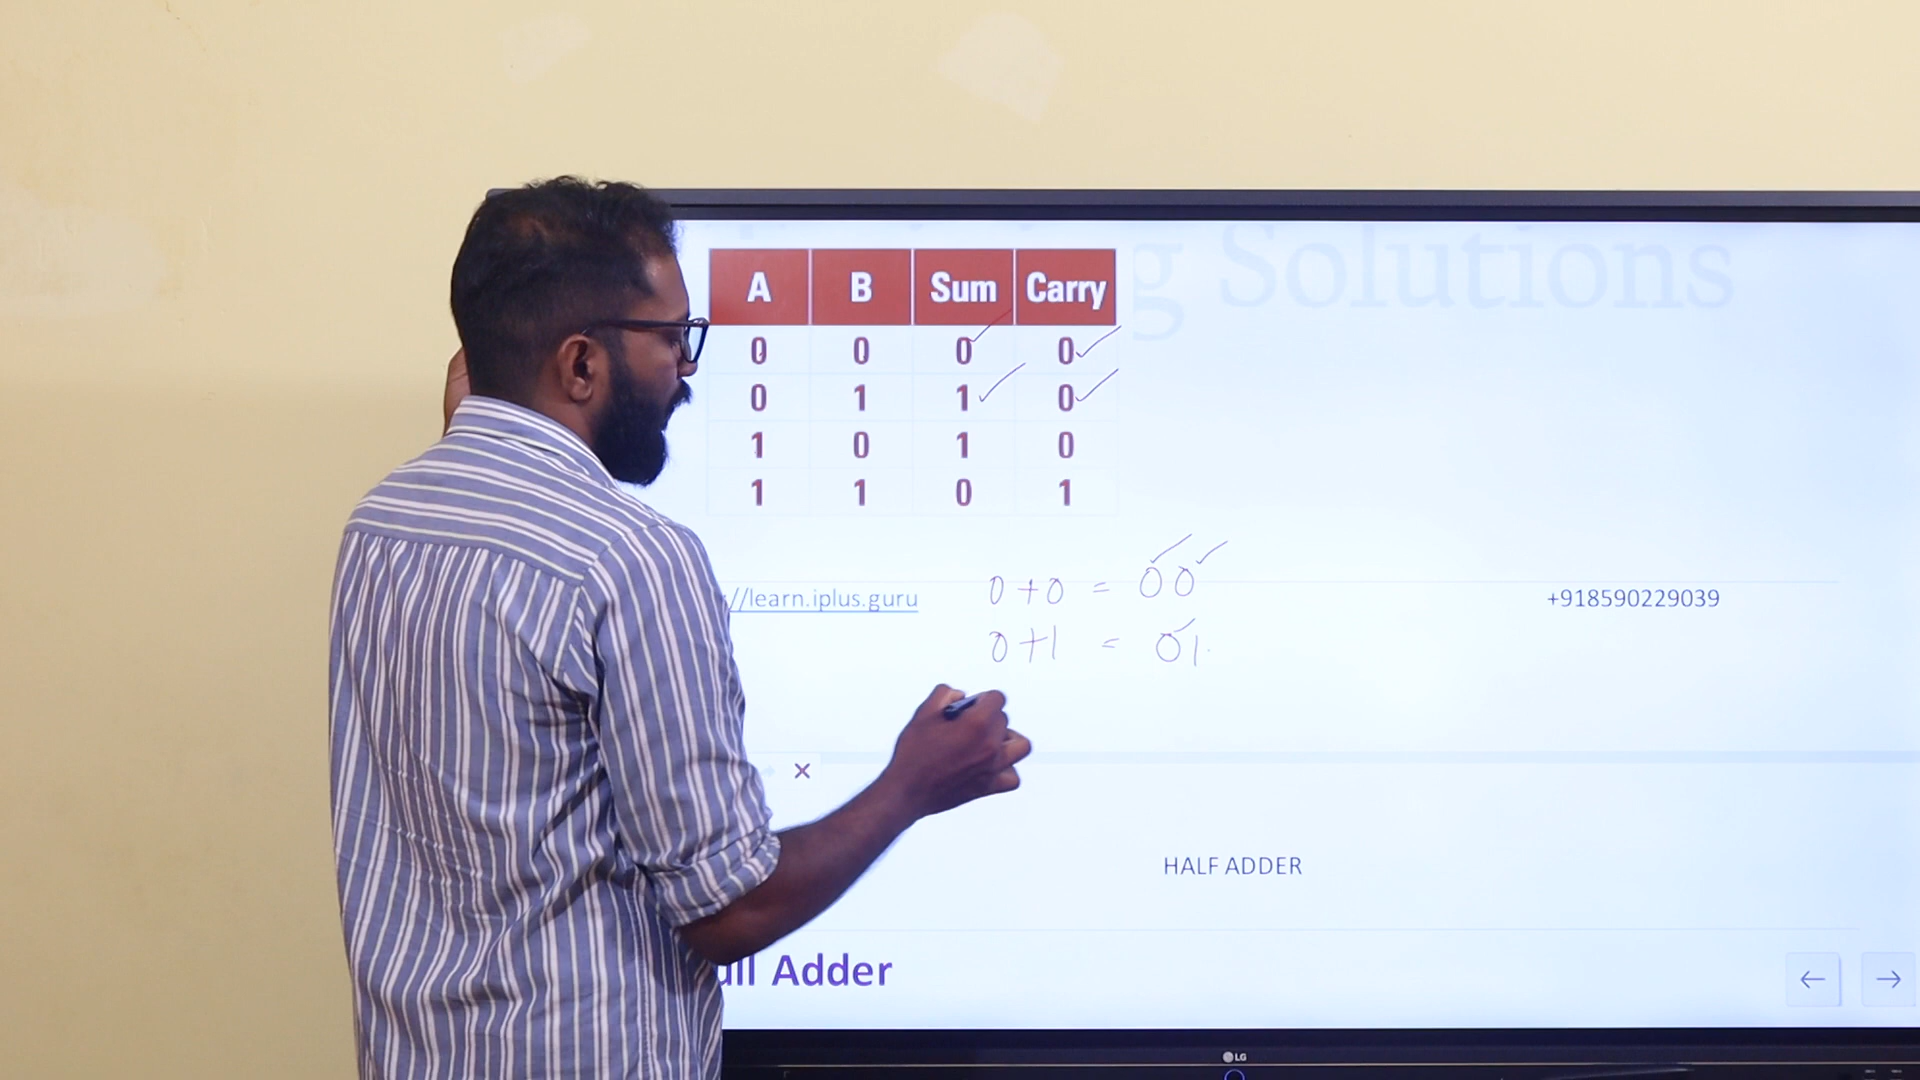 g Solutions
A B Sum Carry
0 0 0 0
0 1 1 0
1 0 1 0
1 1 0 1
0+0 = 00
://learn.iplus.guru
+918590229039
0+1 = 01
HALF ADDER
ull Adder
LG